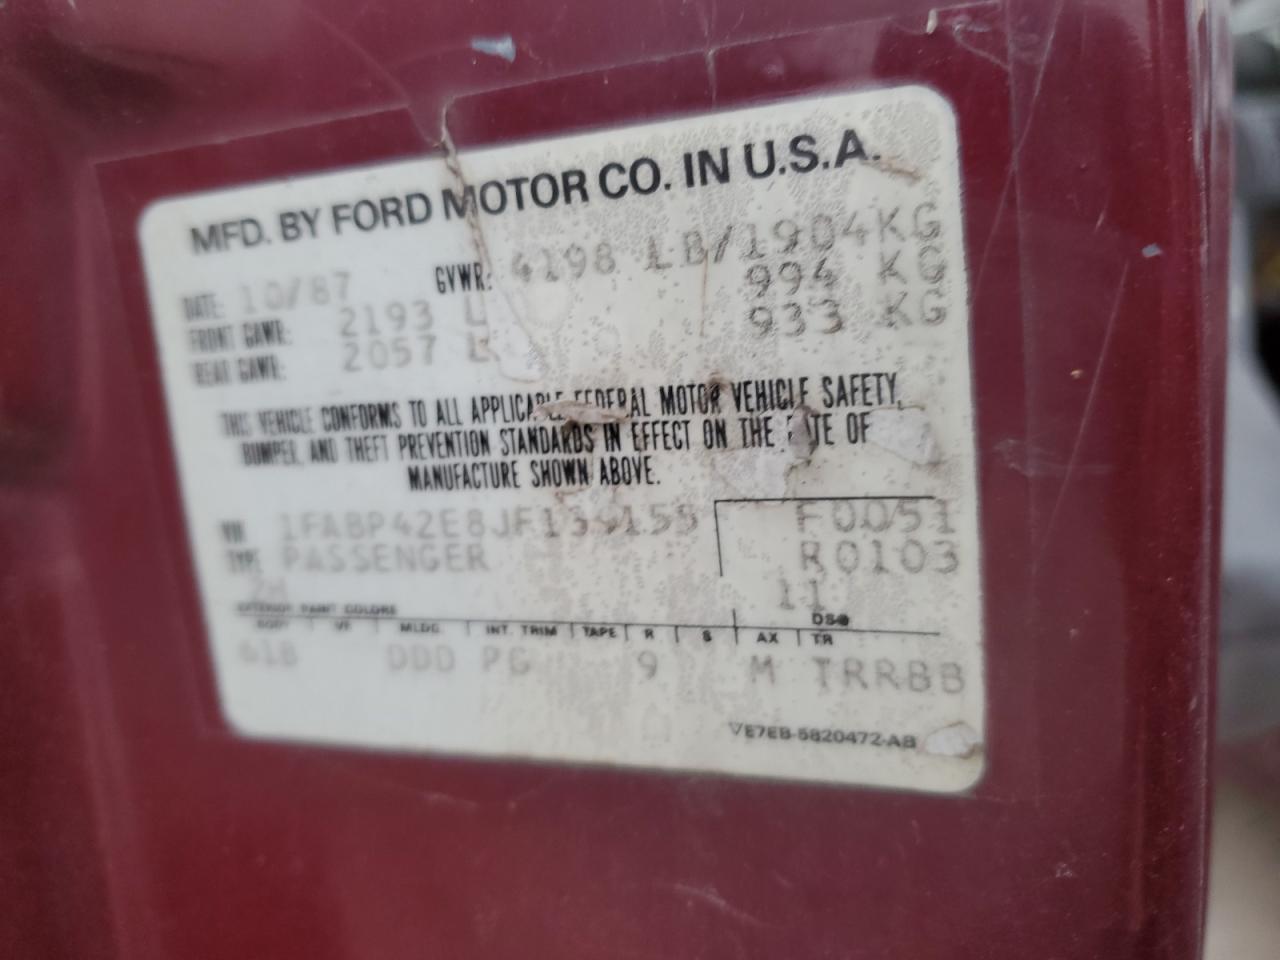 MFD. BY FORD MOTOR CO. IN U.S.A.
DATE: 10/87 GVWR: 4198 LB/1904KG
FRONT GAWR: 2193 L 994 KG
REAR GAWR: 2057 L 933 KG
THIS VEHICLE CONFORMS TO ALL APPLICABLE FEDERAL MOTOR VEHICLE SAFETY,
BUMPER, AND THEFT PREVENTION STANDARDS IN EFFECT ON THE DATE OF
MANUFACTURE SHOWN ABOVE.
VIN 1FABP42E8JF139155 F0051
TYPE PASSENGER R0103
2H 11
EXTERIOR PAINT COLORS DSO
BODY VR MLDG. INT. TRIM TAPE R S AX TR
61B DDD PG 9 M TRRBB
VE7EB-5820472-AB